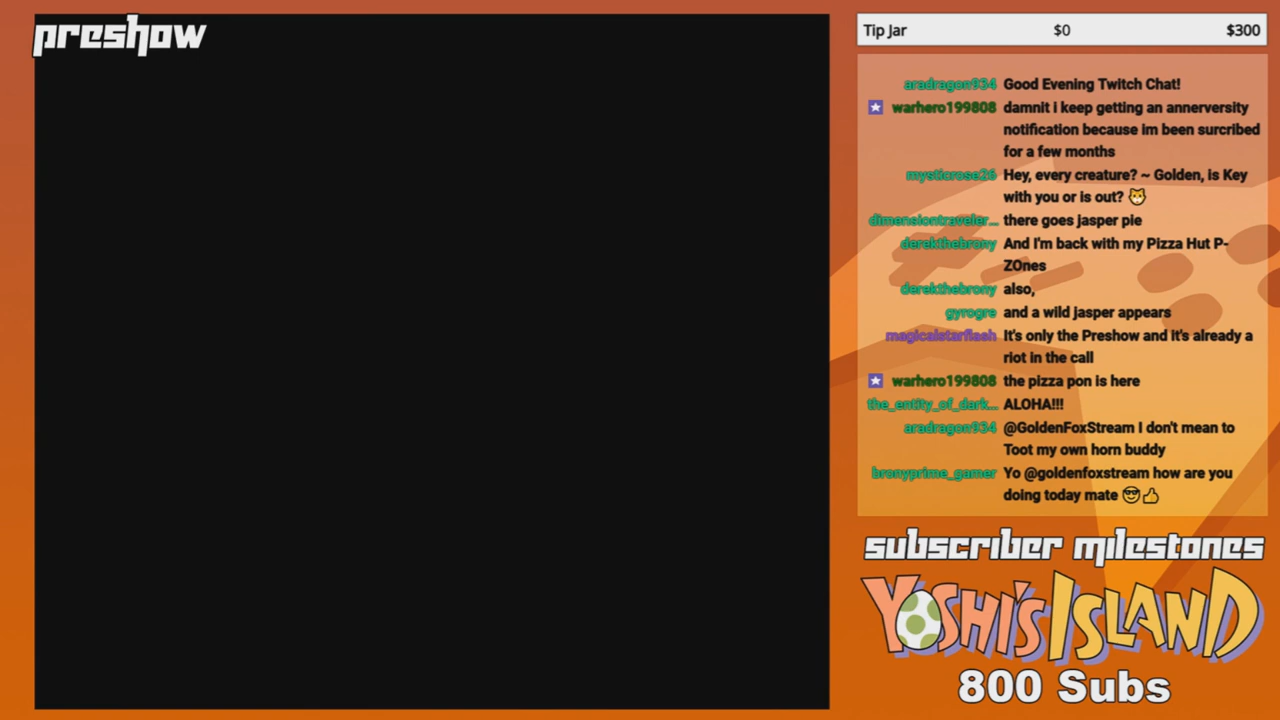 preshow
Tip Jar $0 $300
aradragon934 Good Evening Twitch Chat!
warhero199808 damnit i keep getting an annerversity
notification because im been surcribed
for a few months
mysticrose26 Hey, every creature? ~ Golden, is Key
with you or is out? 🐹
dimensiontraveler... there goes jasper pie
derekthebrony And I'm back with my Pizza Hut P-
ZOnes
derekthebrony also,
gyrogre and a wild jasper appears
magicalstarflash It's only the Preshow and it's already a
riot in the call
warhero199808 the pizza pon is here
the_entity_of_dark... ALOHA!!!
aradragon934 @GoldenFoxStream I don't mean to
Toot my own horn buddy
bronyprime_gamer Yo @goldenfoxstream how are you
doing today mate 😎👍
subscriber milestones
YOSHI'S ISLAND
800 Subs